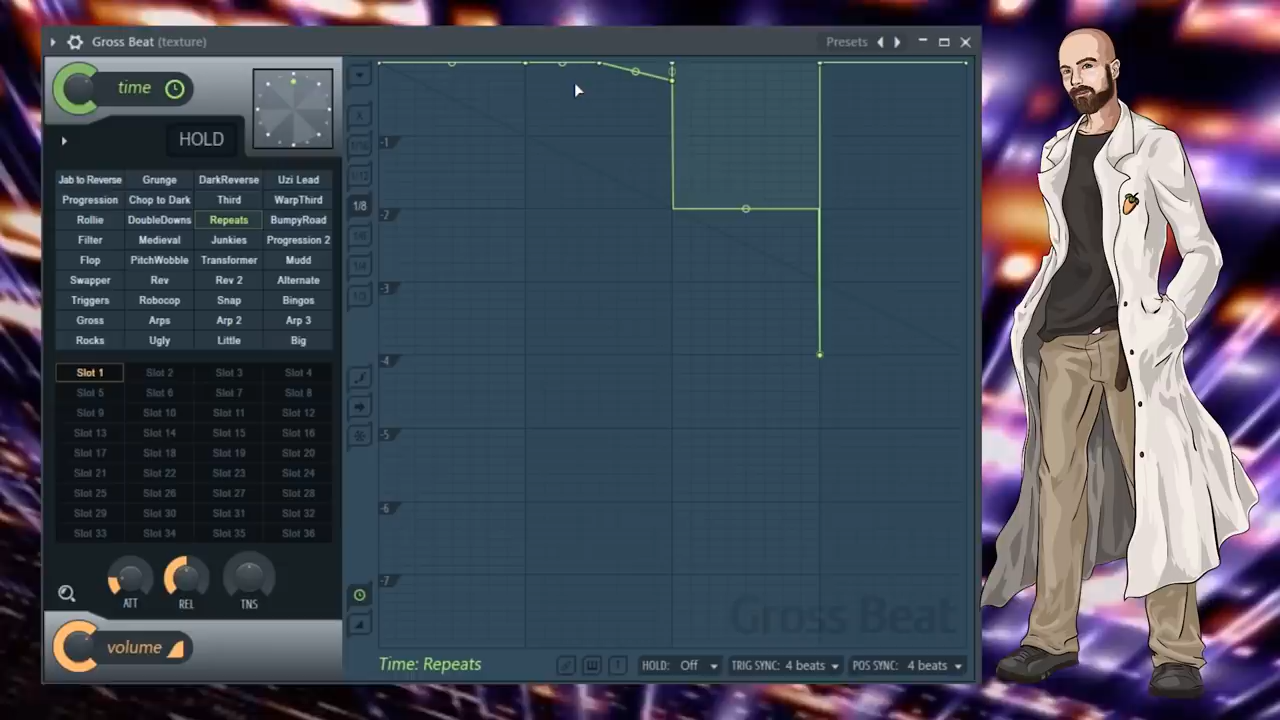 Gross Beat (texture)
Presets
time
HOLD
Jab to Reverse Grunge DarkReverse Uzi Lead
Progression Chop to Dark Third WarpThird
Rollie DoubleDowns Repeats BumpyRoad
Filter Medieval Junkies Progression 2
Flop PitchWobble Transformer Mudd
Swapper Rev Rev 2 Alternate
Triggers Robocop Snap Bingos
Gross Arps Arp 2 Arp 3
Rocks Ugly Little Big
Slot 1 Slot 2 Slot 3 Slot 4
Slot 5 Slot 6 Slot 7 Slot 8
Slot 9 Slot 10 Slot 11 Slot 12
Slot 13 Slot 14 Slot 15 Slot 16
Slot 17 Slot 18 Slot 19 Slot 20
Slot 21 Slot 22 Slot 23 Slot 24
Slot 25 Slot 26 Slot 27 Slot 28
Slot 29 Slot 30 Slot 31 Slot 32
Slot 33 Slot 34 Slot 35 Slot 36
ATT REL TNS
volume
1/8
1/4
-1
-2
-3
-4
-5
-6
-7
Gross Beat
Time: Repeats
HOLD: Off
TRIG SYNC: 4 beats
POS SYNC: 4 beats